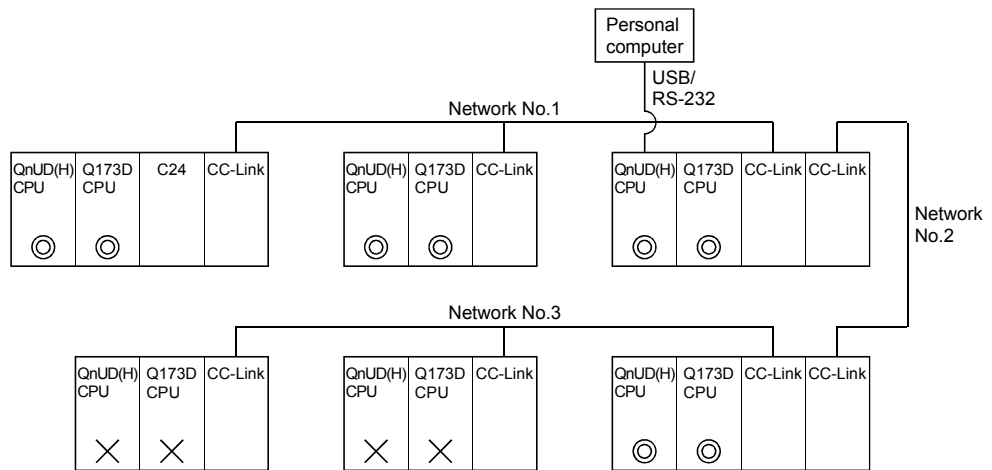 Personal
computer
USB/
RS-232
Network No.1
QnUD(H)
CPU
Q173D
CPU
C24
CC-Link
QnUD(H)
CPU
Q173D
CPU
CC-Link
QnUD(H)
CPU
Q173D
CPU
CC-Link
CC-Link
Network
No.2
Network No.3
QnUD(H)
CPU
Q173D
CPU
CC-Link
QnUD(H)
CPU
Q173D
CPU
CC-Link
QnUD(H)
CPU
Q173D
CPU
CC-Link
CC-Link